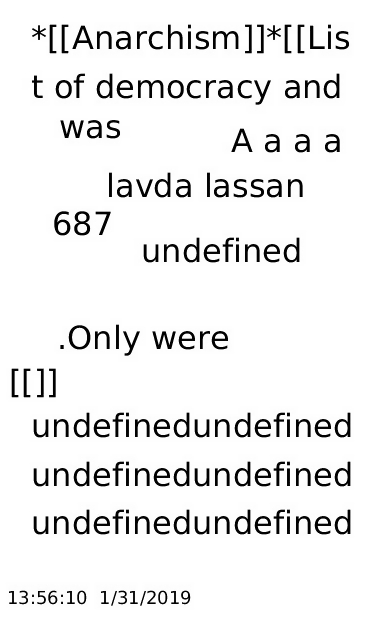 *[[Anarchism]]*[[Lis
t of democracy and
was
A a a a
lavda lassan
687
undefined
.Only were
[[]]
undefinedundefined
undefinedundefined
undefinedundefined
13:56:10 1/31/2019